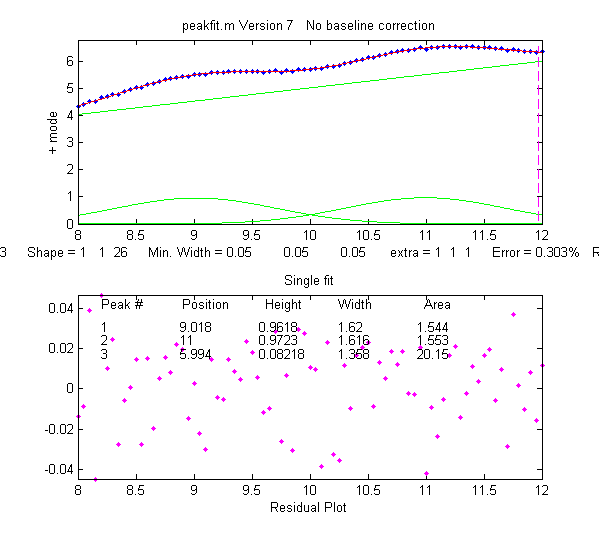 peakfit.m Version 7 No baseline correction
6
5
4
3
2
1
0
+ mode
8 8.5 9 9.5 10 10.5 11 11.5 12
3 Shape = 1 1 26 Min. Width = 0.05 0.05 0.05 extra = 1 1 1 Error = 0.303% R
Single fit
0.04
0.02
0
-0.02
-0.04
Peak # Position Height Width Area
1 9.018 0.9618 1.62 1.544
2 11 0.9723 1.616 1.553
3 5.994 0.08218 1.368 20.15
8 8.5 9 9.5 10 10.5 11 11.5 12
Residual Plot